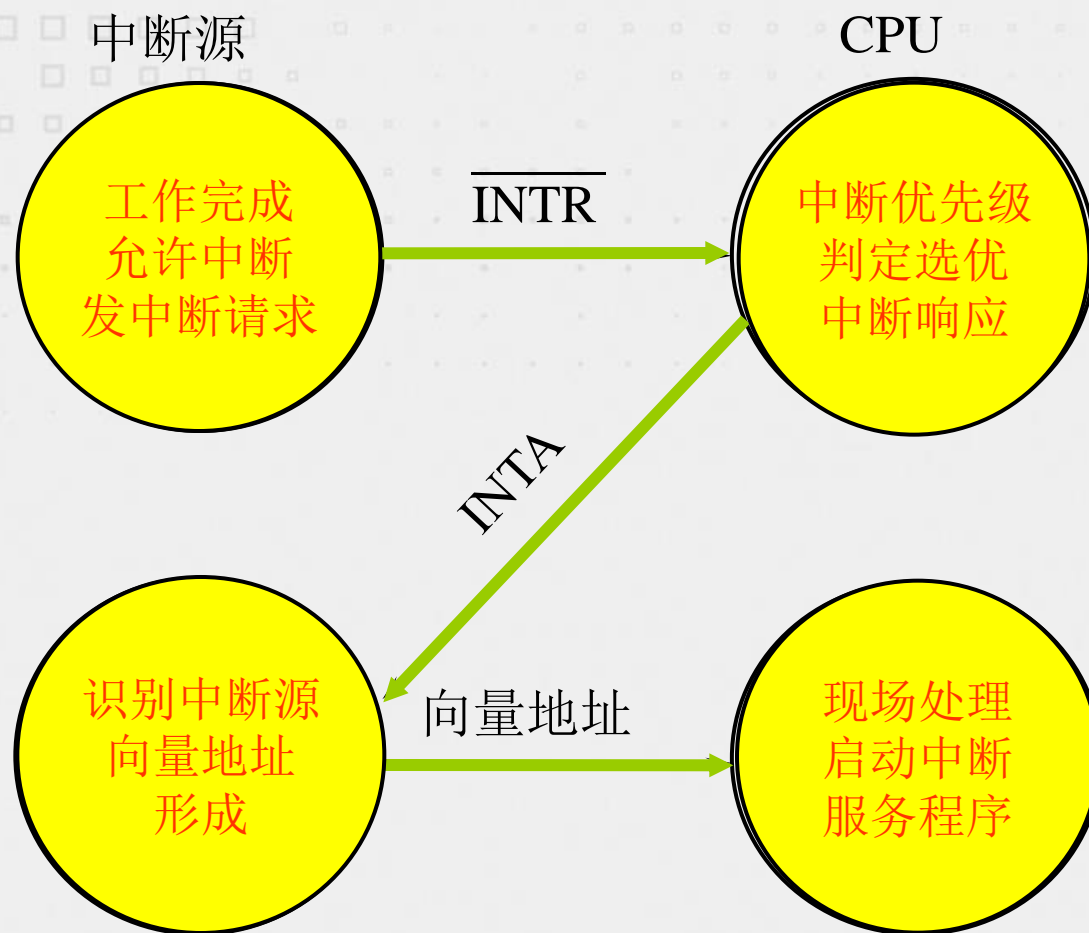 中断源
CPU
工作完成
允许中断
发中断请求
I̅N̅T̅R̅
中断优先级
判定选优
中断响应
INTA
识别中断源
向量地址
形成
向量地址
现场处理
启动中断
服务程序